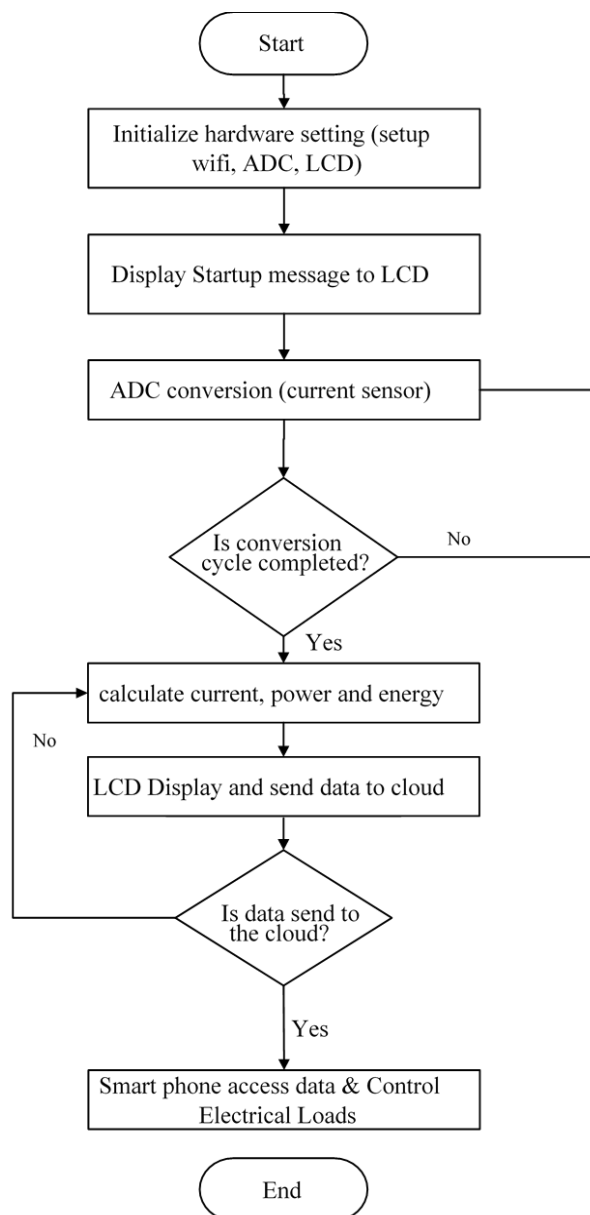 Start
Initialize hardware setting (setup
wifi, ADC, LCD)
Display Startup message to LCD
ADC conversion (current sensor)
Is conversion
cycle completed?
No
Yes
calculate current, power and energy
No
LCD Display and send data to cloud
Is data send to
the cloud?
Yes
Smart phone access data & Control
Electrical Loads
End